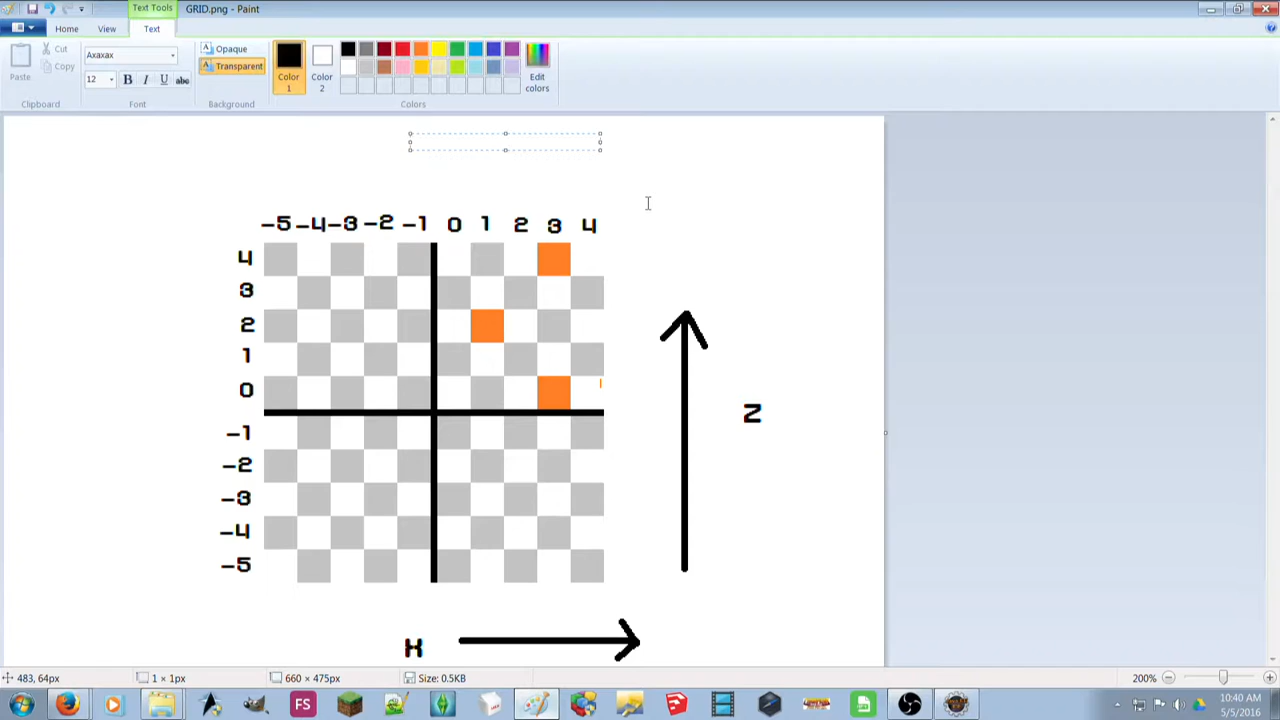 Text Tools GRID.png - Paint
Home View Text
Paste Cut Copy
Clipboard
Axaxax
12 B I U abc
Font
Opaque
Transparent
Background
Color 1
Color 2
Edit colors
Colors
-5 -4 -3 -2 -1 0 1 2 3 4
4
3
2
1
0
-1
-2
-3
-4
-5
Z
X
483, 64px 1 × 1px 660 × 475px Size: 0.5KB 200%
FS
10:40 AM
5/5/2016